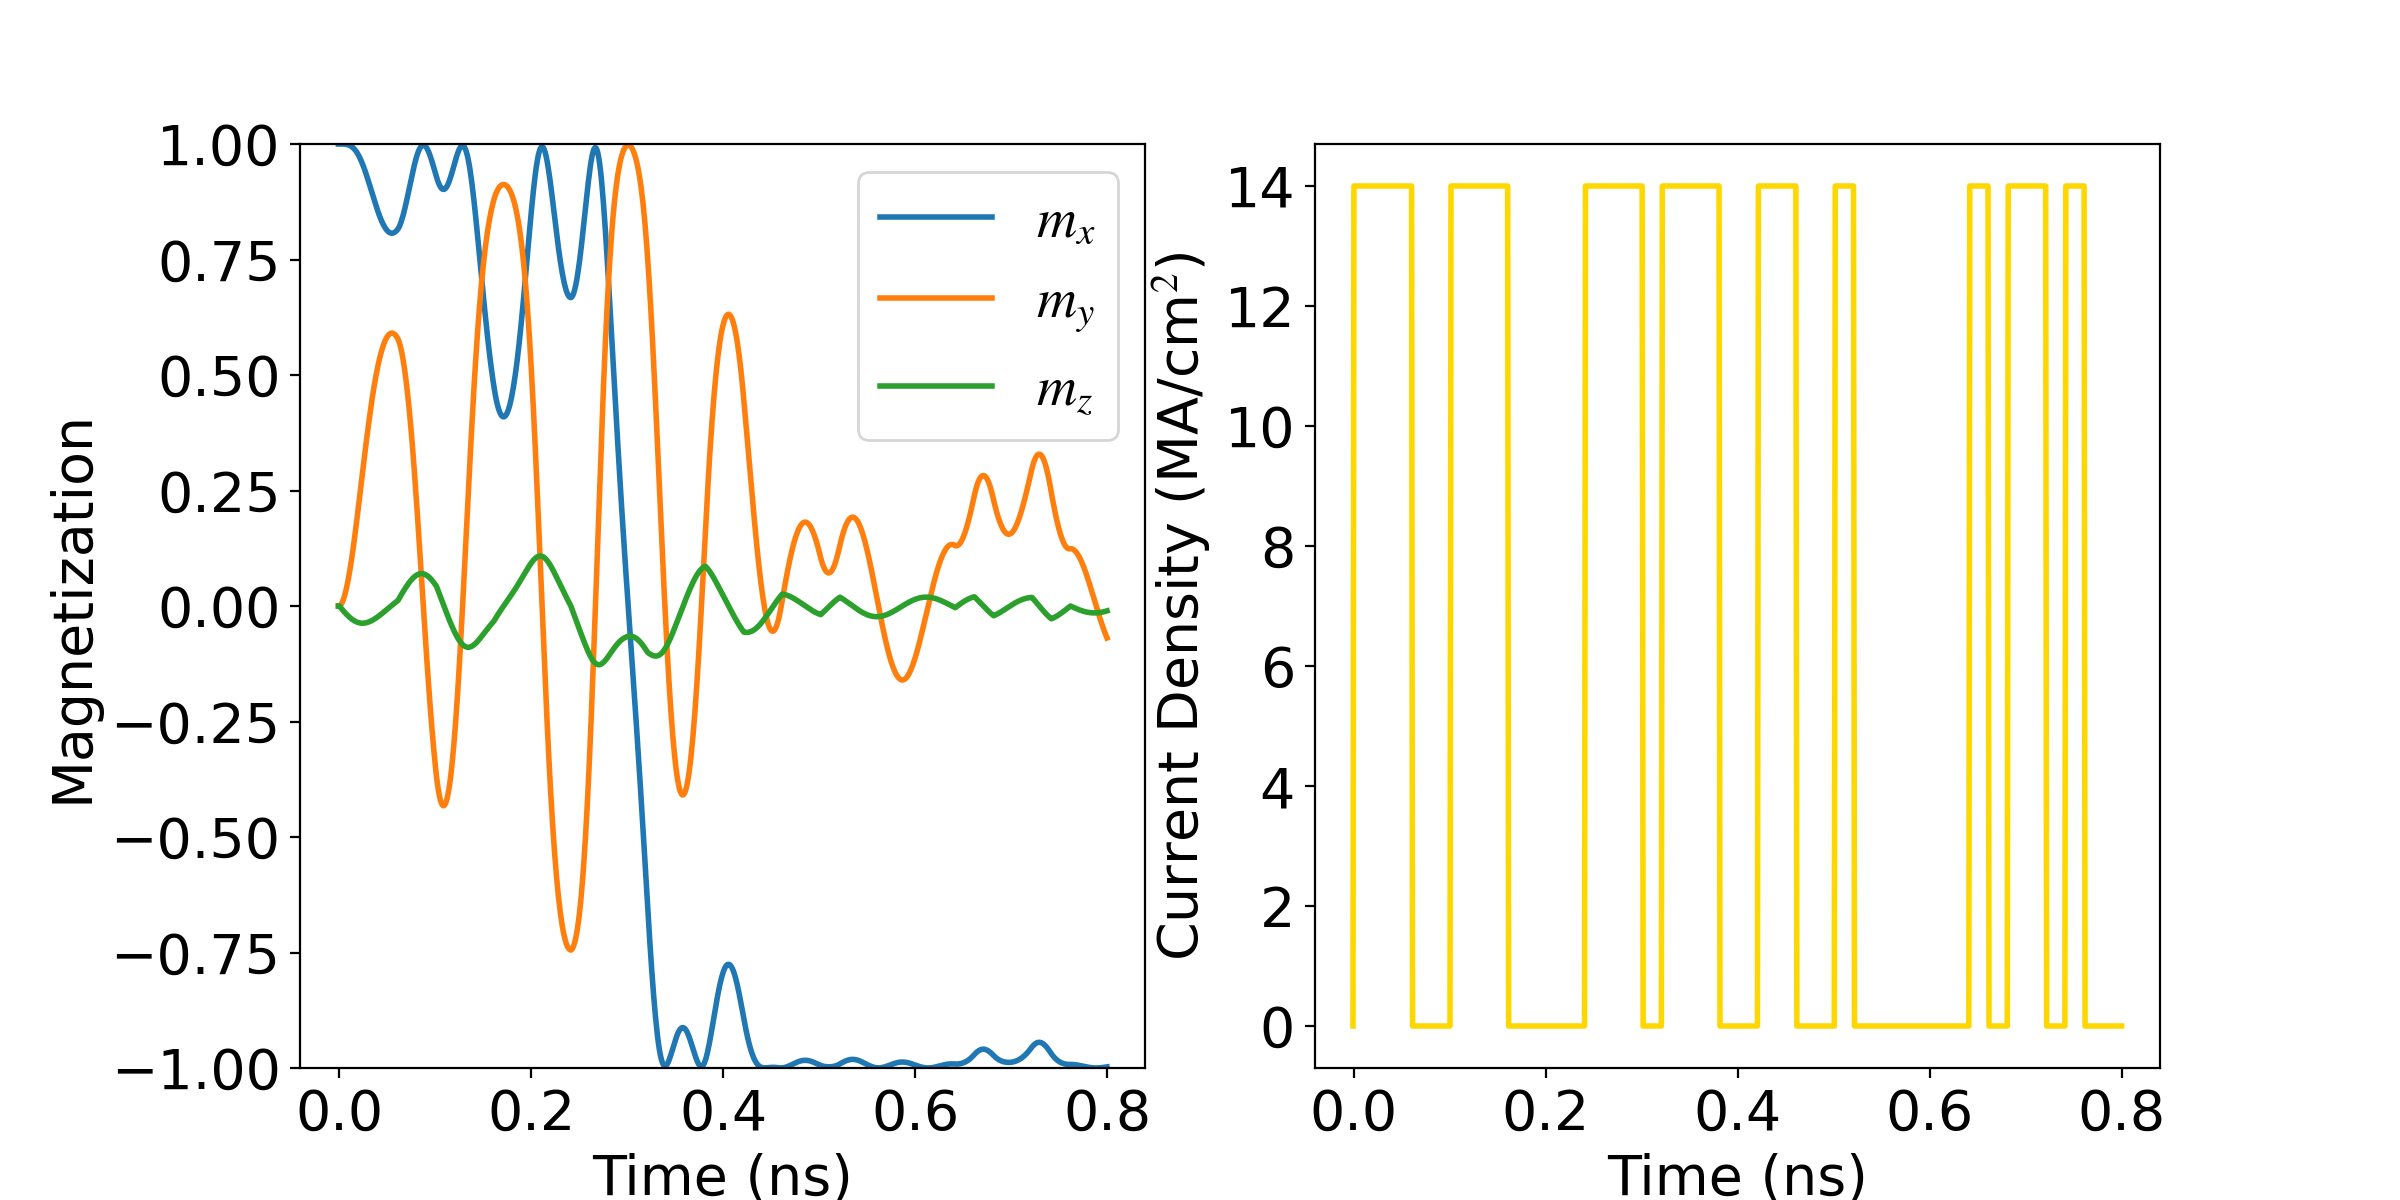 1.00
0.75
0.50
0.25
0.00
−0.25
−0.50
−0.75
−1.00
Magnetization
0.0 0.2 0.4 0.6 0.8
Time (ns)
m_x
m_y
m_z
14
12
10
8
6
4
2
0
Current Density (MA/cm²)
0.0 0.2 0.4 0.6 0.8
Time (ns)